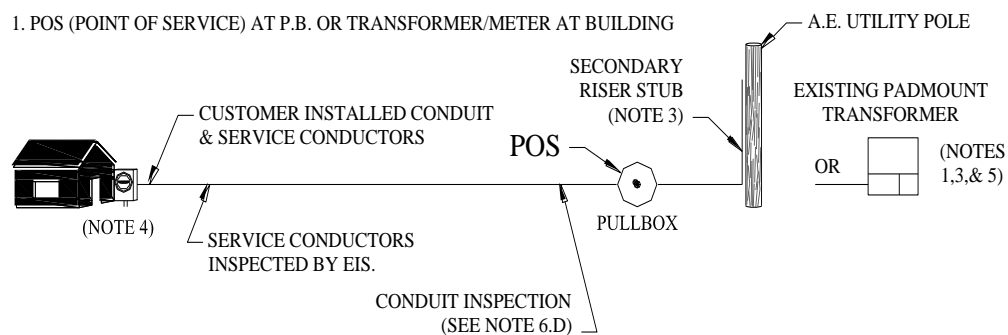 1. POS (POINT OF SERVICE) AT P.B. OR TRANSFORMER/METER AT BUILDING
A.E. UTILITY POLE
SECONDARY
RISER STUB
(NOTE 3)
EXISTING PADMOUNT
TRANSFORMER
CUSTOMER INSTALLED CONDUIT
& SERVICE CONDUCTORS
POS
OR
(NOTES
1,3,& 5)
(NOTE 4)
PULLBOX
SERVICE CONDUCTORS
INSPECTED BY EIS.
CONDUIT INSPECTION
(SEE NOTE 6.D)